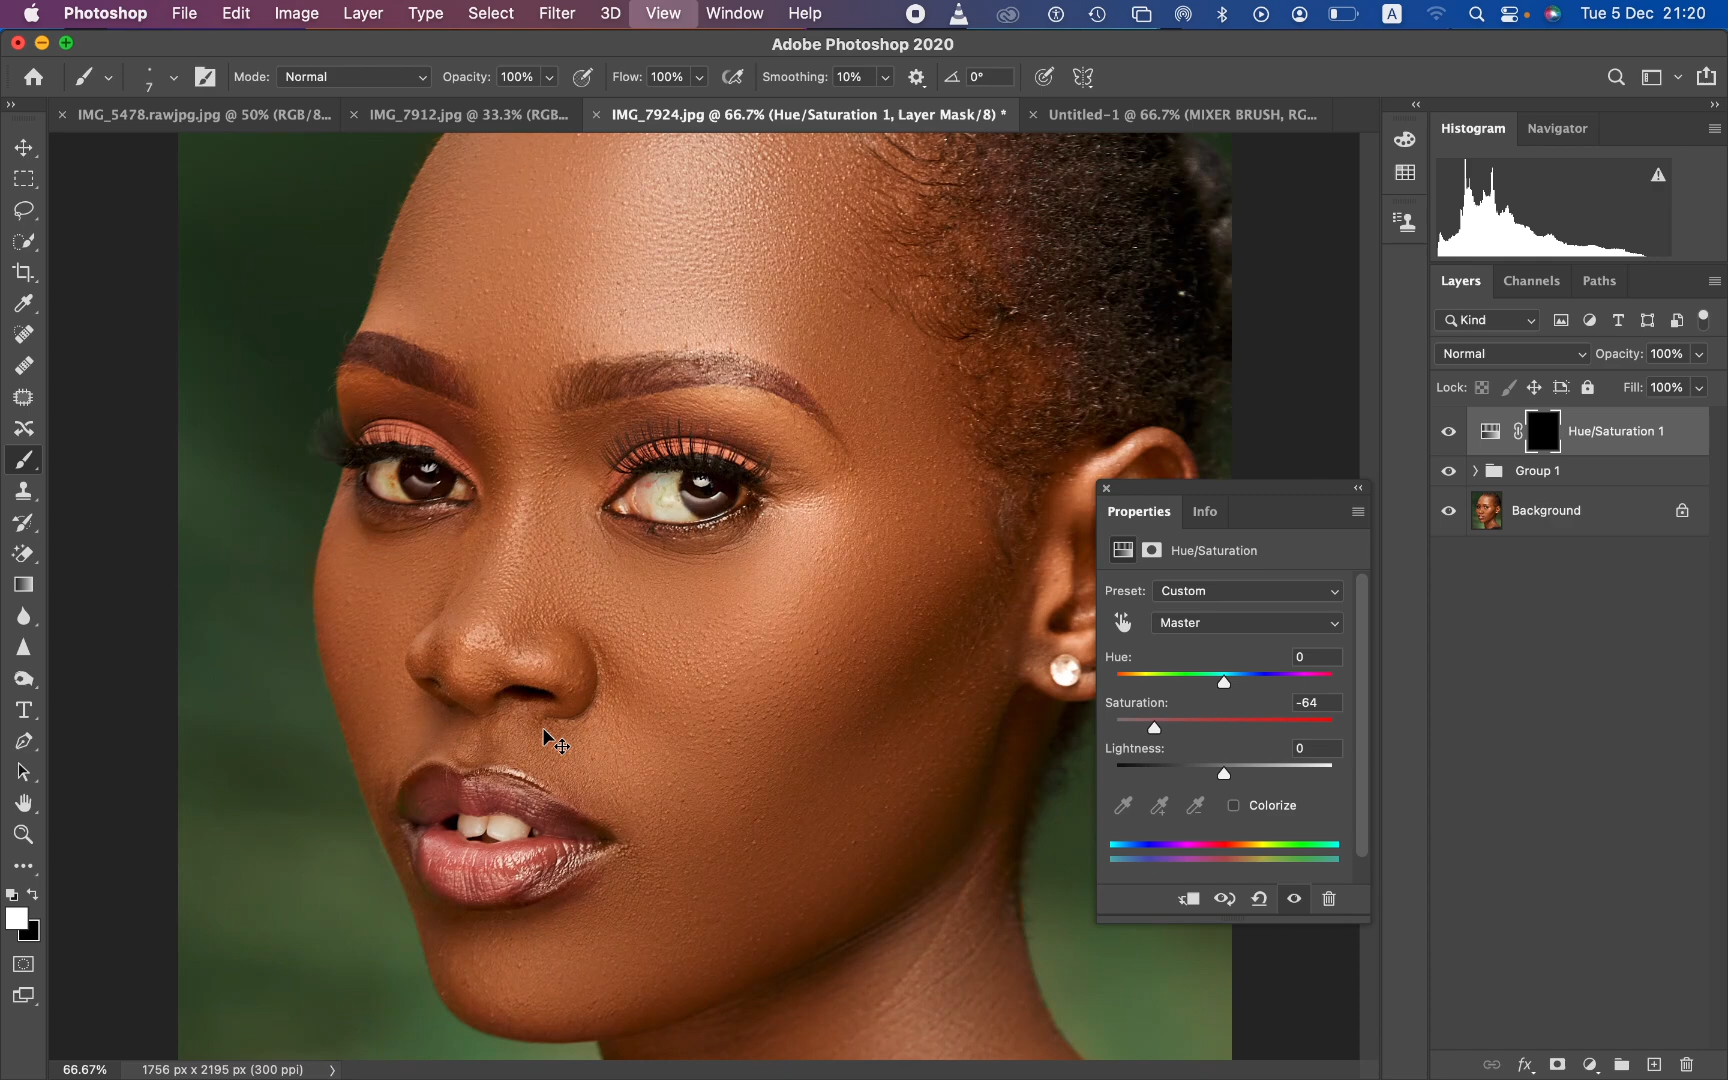 Photoshop File Edit Image Layer Type Select Filter 3D View Window Help A Tue 5 Dec 21:20
Adobe Photoshop 2020
7 Mode: Normal Opacity: 100% Flow: 100% Smoothing: 10% 0°
IMG_5478.rawjpg.jpg @ 50% (RGB/8... IMG_7912.jpg @ 33.3% (RGB... IMG_7924.jpg @ 66.7% (Hue/Saturation 1, Layer Mask/8) * Untitled-1 @ 66.7% (MIXER BRUSH, RG...
Histogram Navigator
Layers Channels Paths
Kind
Normal Opacity: 100%
Lock: Fill: 100%
Hue/Saturation 1
Group 1
Background
Properties Info
Hue/Saturation
Preset: Custom
Master
Hue: 0
Saturation: -64
Lightness: 0
Colorize
66.67% 1756 px x 2195 px (300 ppi)